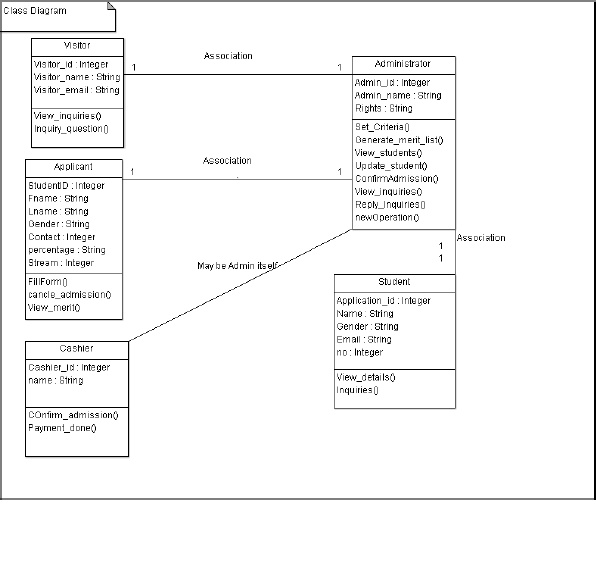 Class Diagram
Visitor
Visitor_id : Integer
Visitor_name : String
Visitor_email : String
View_inquiries()
Inquiry_question()
Association
1
1
Administrator
Admin_id : Integer
Admin_name : String
Rights : String
Set_Criteria()
Generate_merit_list()
View_students()
Update_student()
ConfirmAdmission()
View_inquiries()
Reply_inquiries()
newOperation()
Applicant
StudentID : Integer
Fname : String
Lname : String
Gender : String
Contact : Integer
percentage : String
Stream : Integer
FillForm()
cancle_admission()
View_merit()
Association
1
1
1
Association
1
May be Admin itself
Student
Application_id : Integer
Name : String
Gender : String
Email : String
no : Integer
View_details()
Inquiries()
Cashier
Cashier_id : Integer
name : String
COnfirm_admission()
Payment_done()